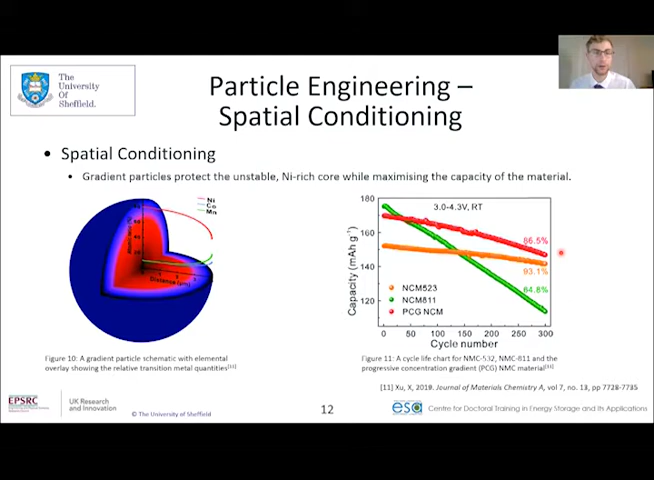 The
University
Of
Sheffield.
Particle Engineering –
Spatial Conditioning
• Spatial Conditioning
• Gradient particles protect the unstable, Ni-rich core while maximising the capacity of the material.
Ni
Co
Mn
Distance (μm)
180
160
140
120
Capacity (mAh g⁻¹)
3.0-4.3V, RT
86.5%
93.1%
64.8%
NCM523
NCM811
PCG NCM
0 50 100 150 200 250 300
Cycle number
Figure 10: A gradient particle schematic with elemental
overlay showing the relative transition metal quantities[11]
Figure 11: A cycle life chart for NMC-532, NMC-811 and the
progressive concentration gradient (PCG) NMC material[11]
[11] Xu, X, 2019. Journal of Materials Chemistry A, vol 7, no. 13, pp 7728-7735
EPSRC
UK Research
and Innovation
© The University of Sheffield
12
esa
Centre for Doctoral Training in Energy Storage and Its Applications